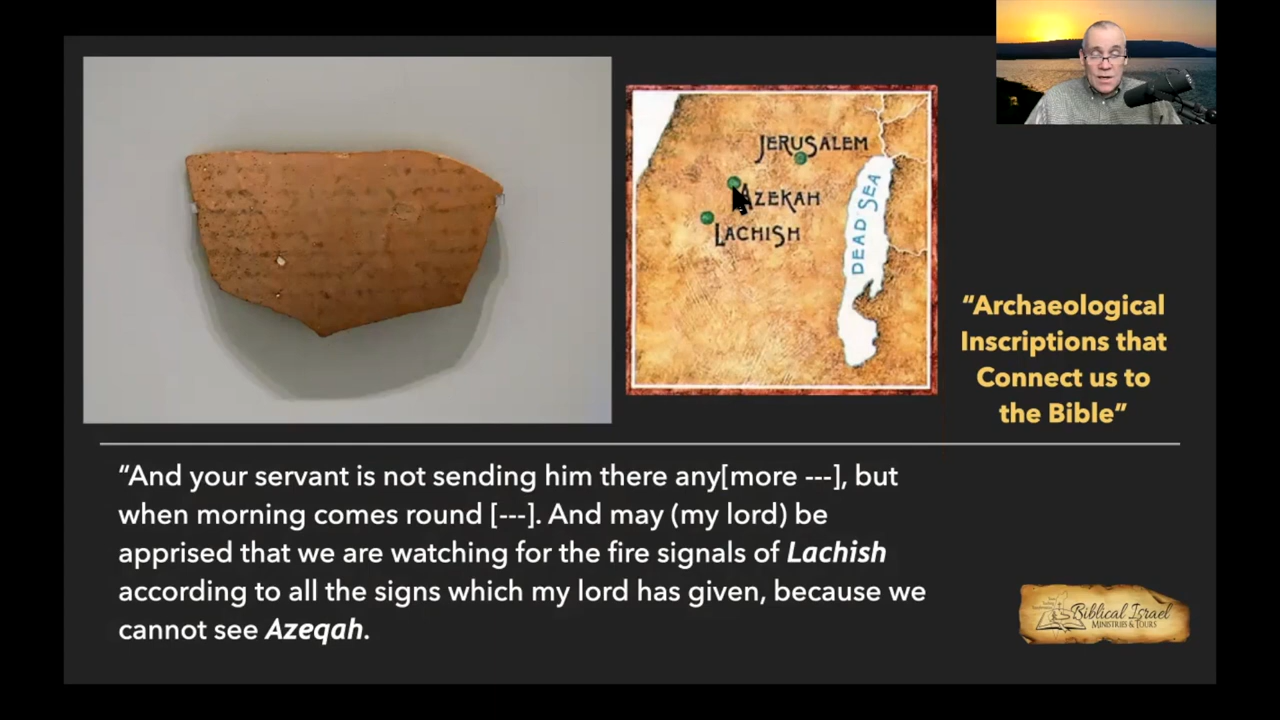 JERUSALEM
AZEKAH
LACHISH
DEAD SEA
“Archaeological
Inscriptions that
Connect us to
the Bible”
“And your servant is not sending him there any[more ---], but
when morning comes round [---]. And may (my lord) be
apprised that we are watching for the fire signals of Lachish
according to all the signs which my lord has given, because we
cannot see Azeqah.
Biblical Israel
MINISTRIES & TOURS